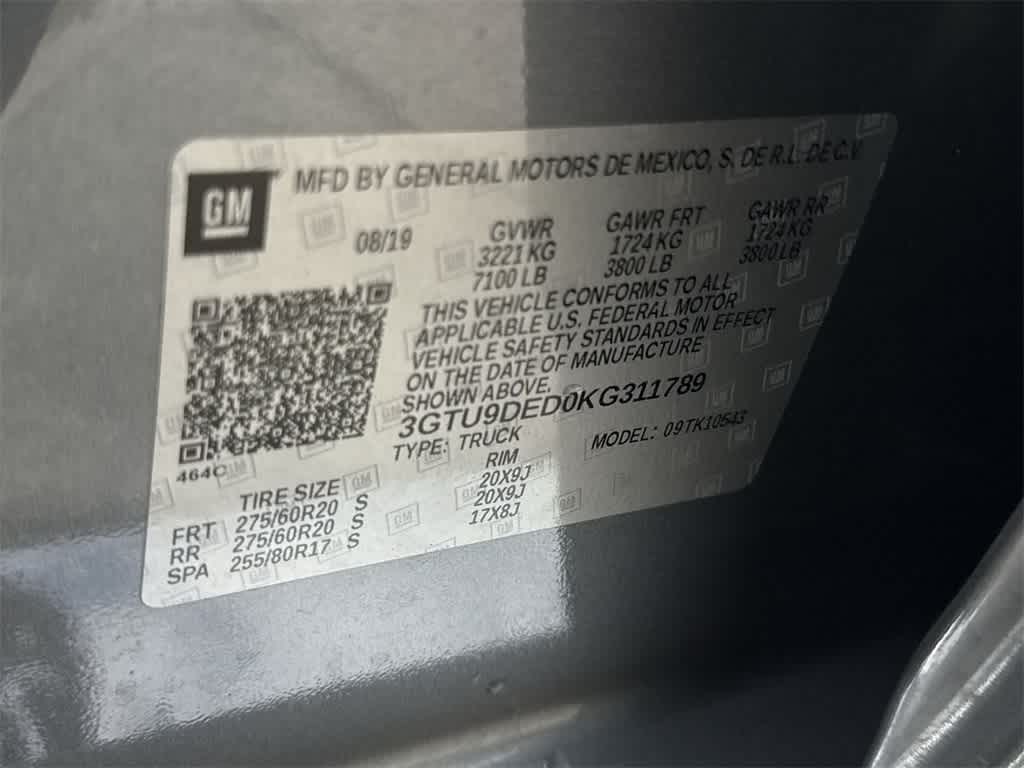 GM
MFD BY GENERAL MOTORS DE MEXICO, S. DE R.L. DE C.V.
08/19 GVWR GAWR FRT GAWR RR
3221 KG 1724 KG 1724 KG
7100 LB 3800 LB 3800 LB
THIS VEHICLE CONFORMS TO ALL
APPLICABLE U.S. FEDERAL MOTOR
VEHICLE SAFETY STANDARDS IN EFFECT
ON THE DATE OF MANUFACTURE
SHOWN ABOVE.
3GTU9DED0KG311789
TYPE: TRUCK MODEL: 09TK10543
464C
TIRE SIZE RIM
FRT 275/60R20 S 20X9J
RR 275/60R20 S 20X9J
SPA 255/80R17 S 17X8J